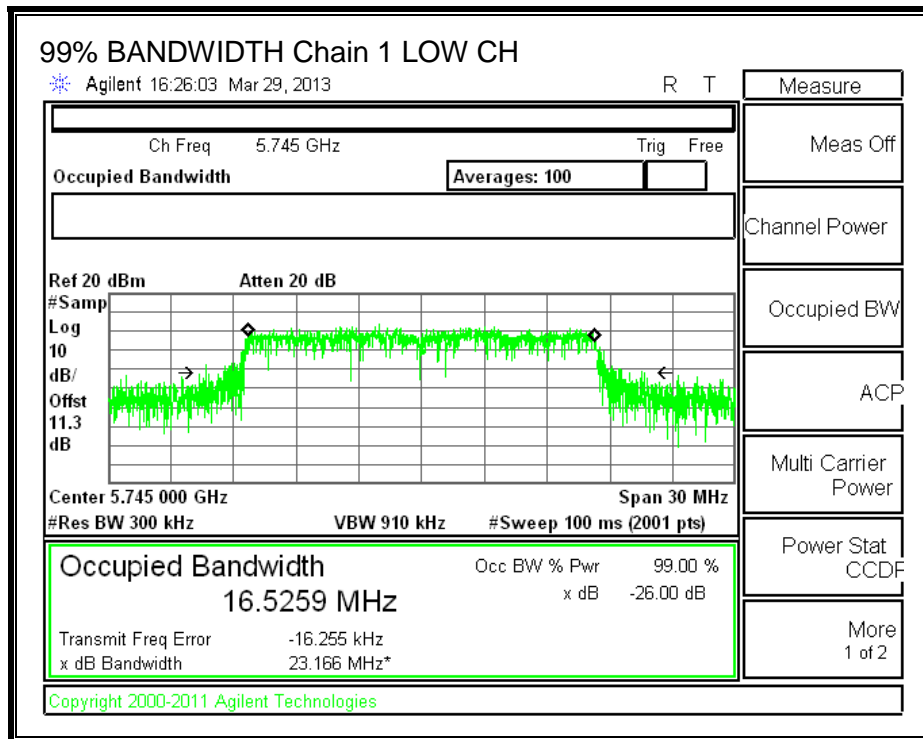 99% BANDWIDTH Chain 1 LOW CH
Agilent 16:26:03 Mar 29, 2013 R T
Ch Freq 5.745 GHz Trig Free
Occupied Bandwidth Averages: 100
Ref 20 dBm Atten 20 dB
#Samp
Log
10
dB/
Offst
11.3
dB
Center 5.745 000 GHz Span 30 MHz
#Res BW 300 kHz VBW 910 kHz #Sweep 100 ms (2001 pts)
Occupied Bandwidth Occ BW % Pwr 99.00 %
16.5259 MHz x dB -26.00 dB
Transmit Freq Error -16.255 kHz
x dB Bandwidth 23.166 MHz*
Copyright 2000-2011 Agilent Technologies
Measure
Meas Off
Channel Power
Occupied BW
ACP
Multi Carrier
Power
Power Stat
CCDF
More
1 of 2